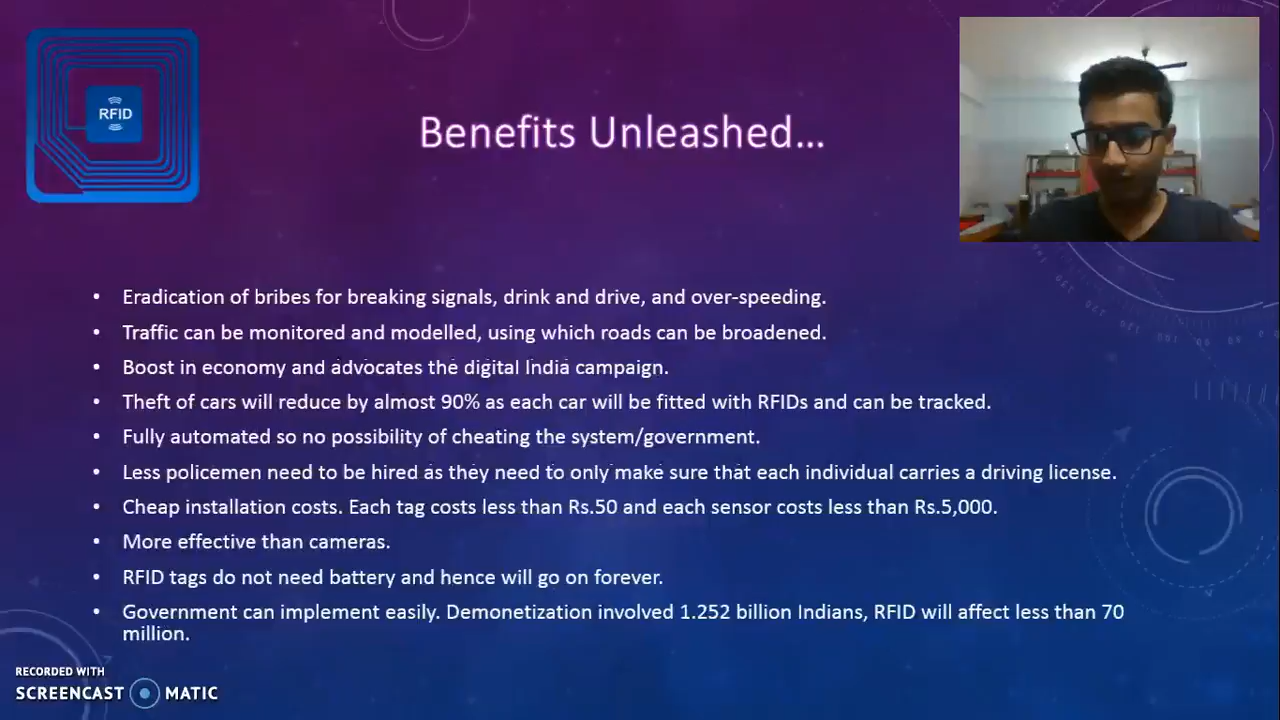 RFID
Benefits Unleashed...
• Eradication of bribes for breaking signals, drink and drive, and over-speeding.
• Traffic can be monitored and modelled, using which roads can be broadened.
• Boost in economy and advocates the digital India campaign.
• Theft of cars will reduce by almost 90% as each car will be fitted with RFIDs and can be tracked.
• Fully automated so no possibility of cheating the system/government.
• Less policemen need to be hired as they need to only make sure that each individual carries a driving license.
• Cheap installation costs. Each tag costs less than Rs.50 and each sensor costs less than Rs.5,000.
• More effective than cameras.
• RFID tags do not need battery and hence will go on forever.
• Government can implement easily. Demonetization involved 1.252 billion Indians, RFID will affect less than 70
million.
RECORDED WITH
SCREENCAST MATIC